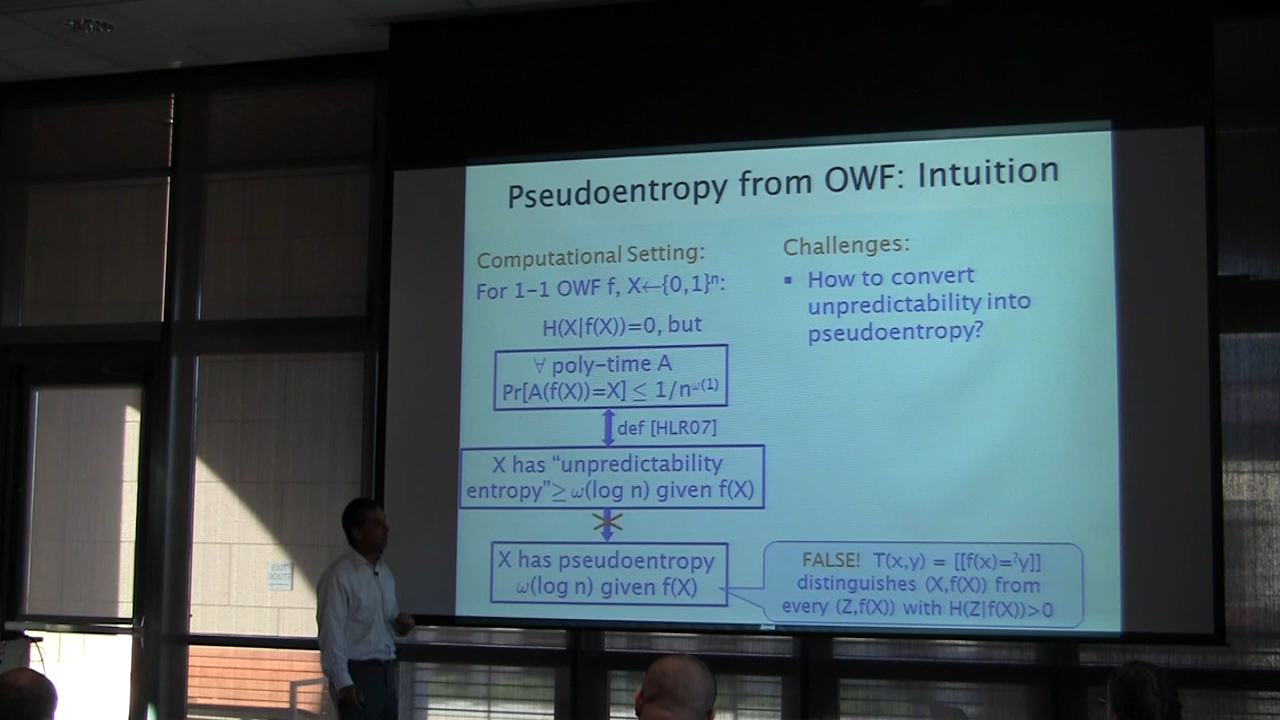 Pseudoentropy from OWF: Intuition
Computational Setting:
For 1-1 OWF f, X←{0,1}ⁿ:
H(X|f(X))=0, but
∀ poly-time A
Pr[A(f(X))=X] ≤ 1/n^ω(1)
def [HLR07]
X has "unpredictability
entropy"≥ ω(log n) given f(X)
X has pseudoentropy
ω(log n) given f(X)
Challenges:
▪ How to convert
unpredictability into
pseudoentropy?
FALSE! T(x,y) = [[f(x)=?y]]
distinguishes (X,f(X)) from
every (Z,f(X)) with H(Z|f(X))>0
EXIT
ROUTE